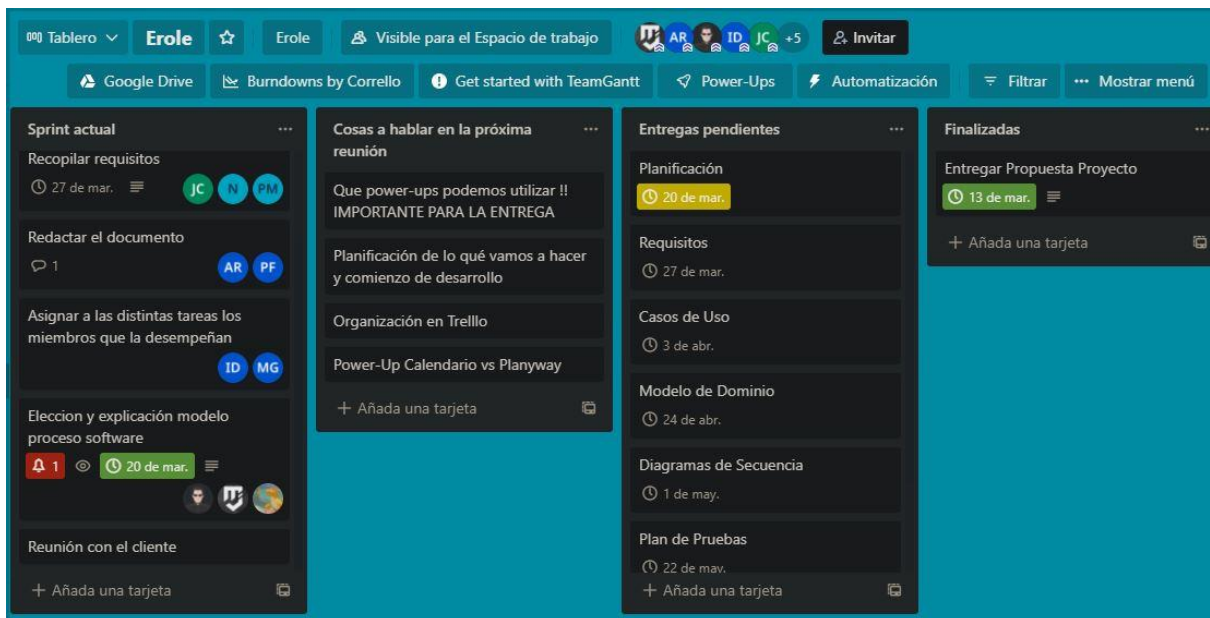 Tablero
Erole
Erole
Visible para el Espacio de trabajo
AR
ID
JC
+5
Invitar
Google Drive
Burndowns by Corrello
Get started with TeamGantt
Power-Ups
Automatización
Filtrar
Mostrar menú
Sprint actual
Recopilar requisitos
27 de mar.
JC N PM
Redactar el documento
1
AR PF
Asignar a las distintas tareas los
miembros que la desempeñan
ID MG
Eleccion y explicación modelo
proceso software
1
20 de mar.
Reunión con el cliente
+ Añada una tarjeta
Cosas a hablar en la próxima
reunión
Que power-ups podemos utilizar !!
IMPORTANTE PARA LA ENTREGA
Planificación de lo qué vamos a hacer
y comienzo de desarrollo
Organización en Trelllo
Power-Up Calendario vs Planyway
+ Añada una tarjeta
Entregas pendientes
Planificación
20 de mar.
Requisitos
27 de mar.
Casos de Uso
3 de abr.
Modelo de Dominio
24 de abr.
Diagramas de Secuencia
1 de may.
Plan de Pruebas
22 de may.
+ Añada una tarjeta
Finalizadas
Entregar Propuesta Proyecto
13 de mar.
+ Añada una tarjeta